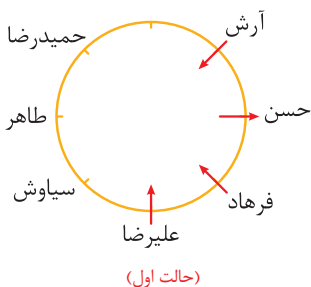 آرش
حمیدرضا
حسن
طاهر
سیاوش
فرهاد
علیرضا
(حالت اول)